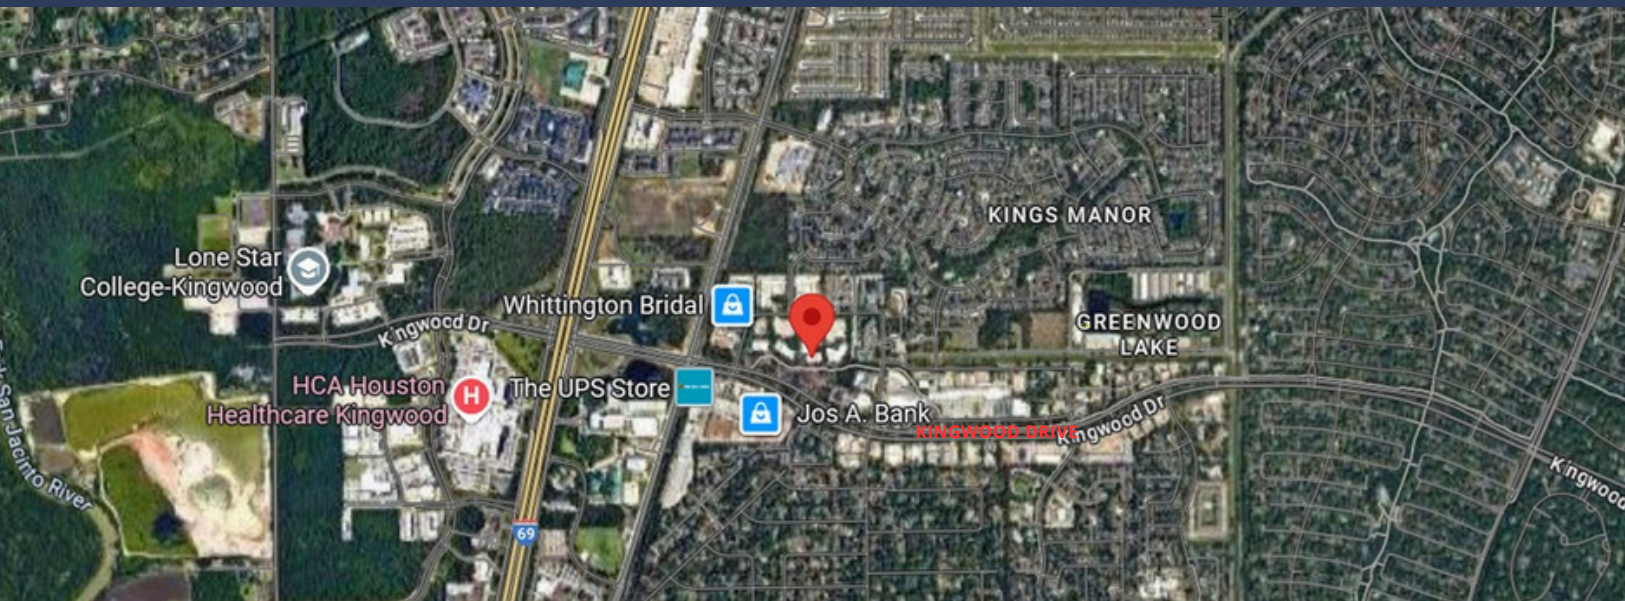 KINGS MANOR
Lone Star
College-Kingwood
Whittington Bridal
Kingwood Dr
GREENWOOD
LAKE
HCA Houston
Healthcare Kingwood
The UPS Store
Jos A. Bank
KINGWOOD DRIVE
Kingwood Dr
Kingwood
San Jacinto River
69
H